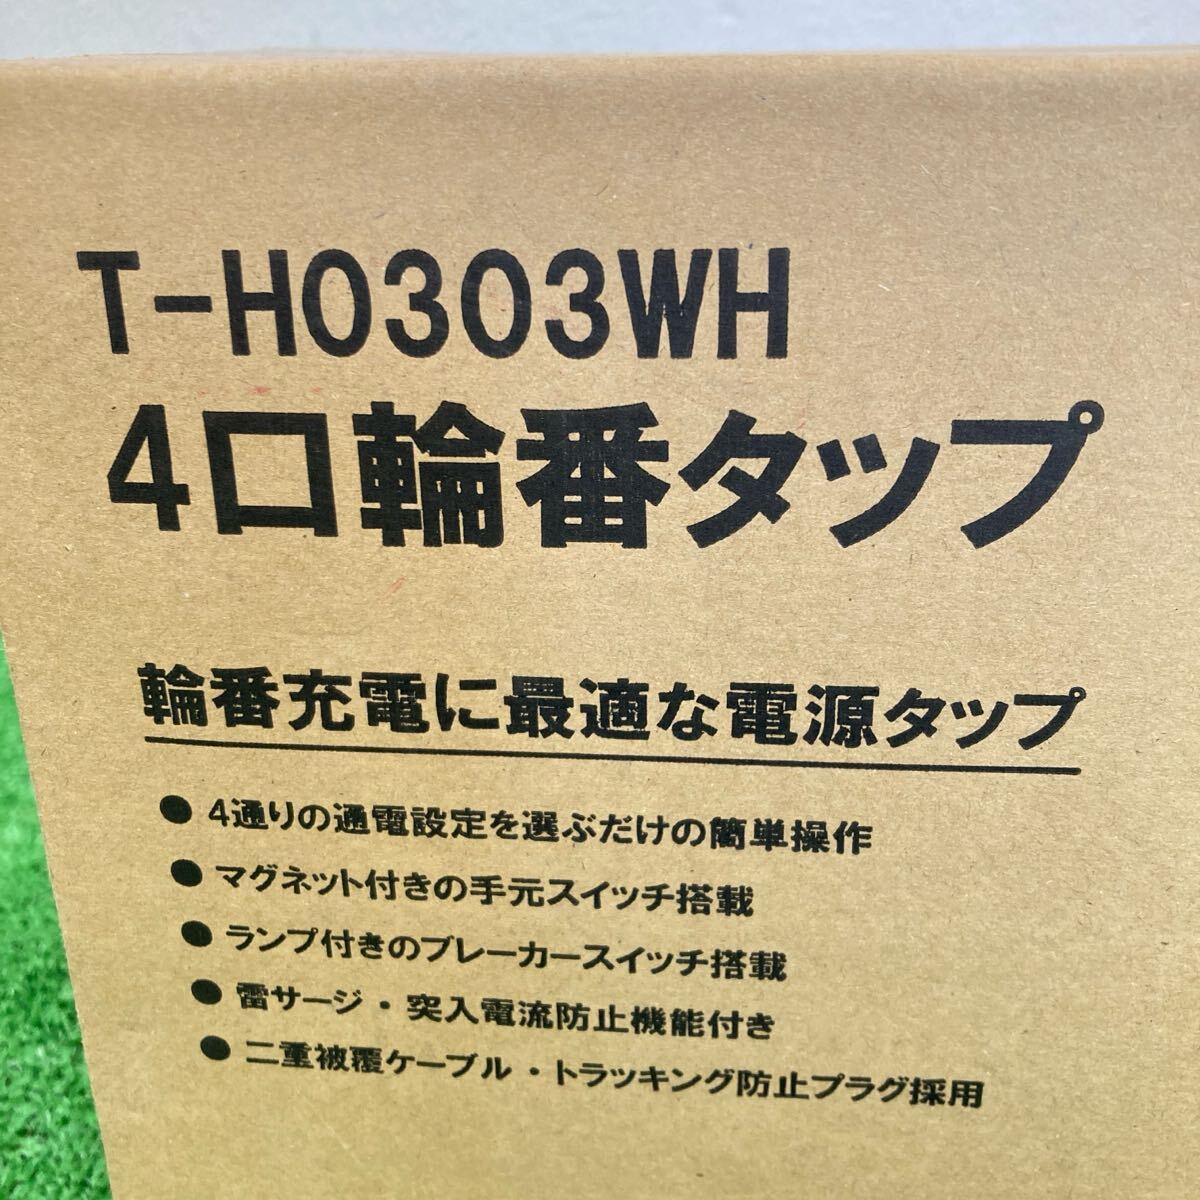 T-H0303WH
4口輪番タップ
輪番充電に最適な電源タップ
● 4通りの通電設定を選ぶだけの簡単操作
● マグネット付きの手元スイッチ搭載
● ランプ付きのブレーカースイッチ搭載
● 雷サージ・突入電流防止機能付き
● 二重被覆ケーブル・トラッキング防止プラグ採用